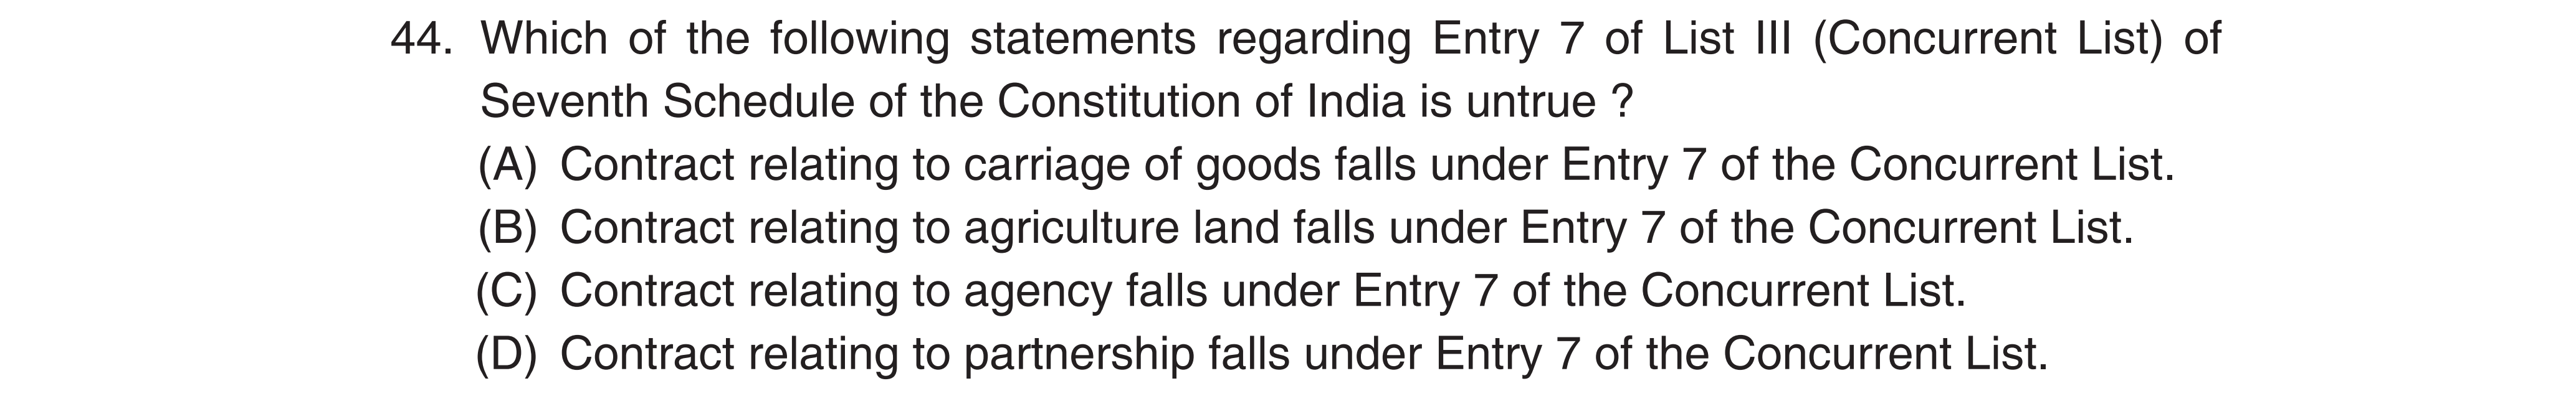 44. Which of the following statements regarding Entry 7 of List III (Concurrent List) of
Seventh Schedule of the Constitution of India is untrue ?
(A) Contract relating to carriage of goods falls under Entry 7 of the Concurrent List.
(B) Contract relating to agriculture land falls under Entry 7 of the Concurrent List.
(C) Contract relating to agency falls under Entry 7 of the Concurrent List.
(D) Contract relating to partnership falls under Entry 7 of the Concurrent List.